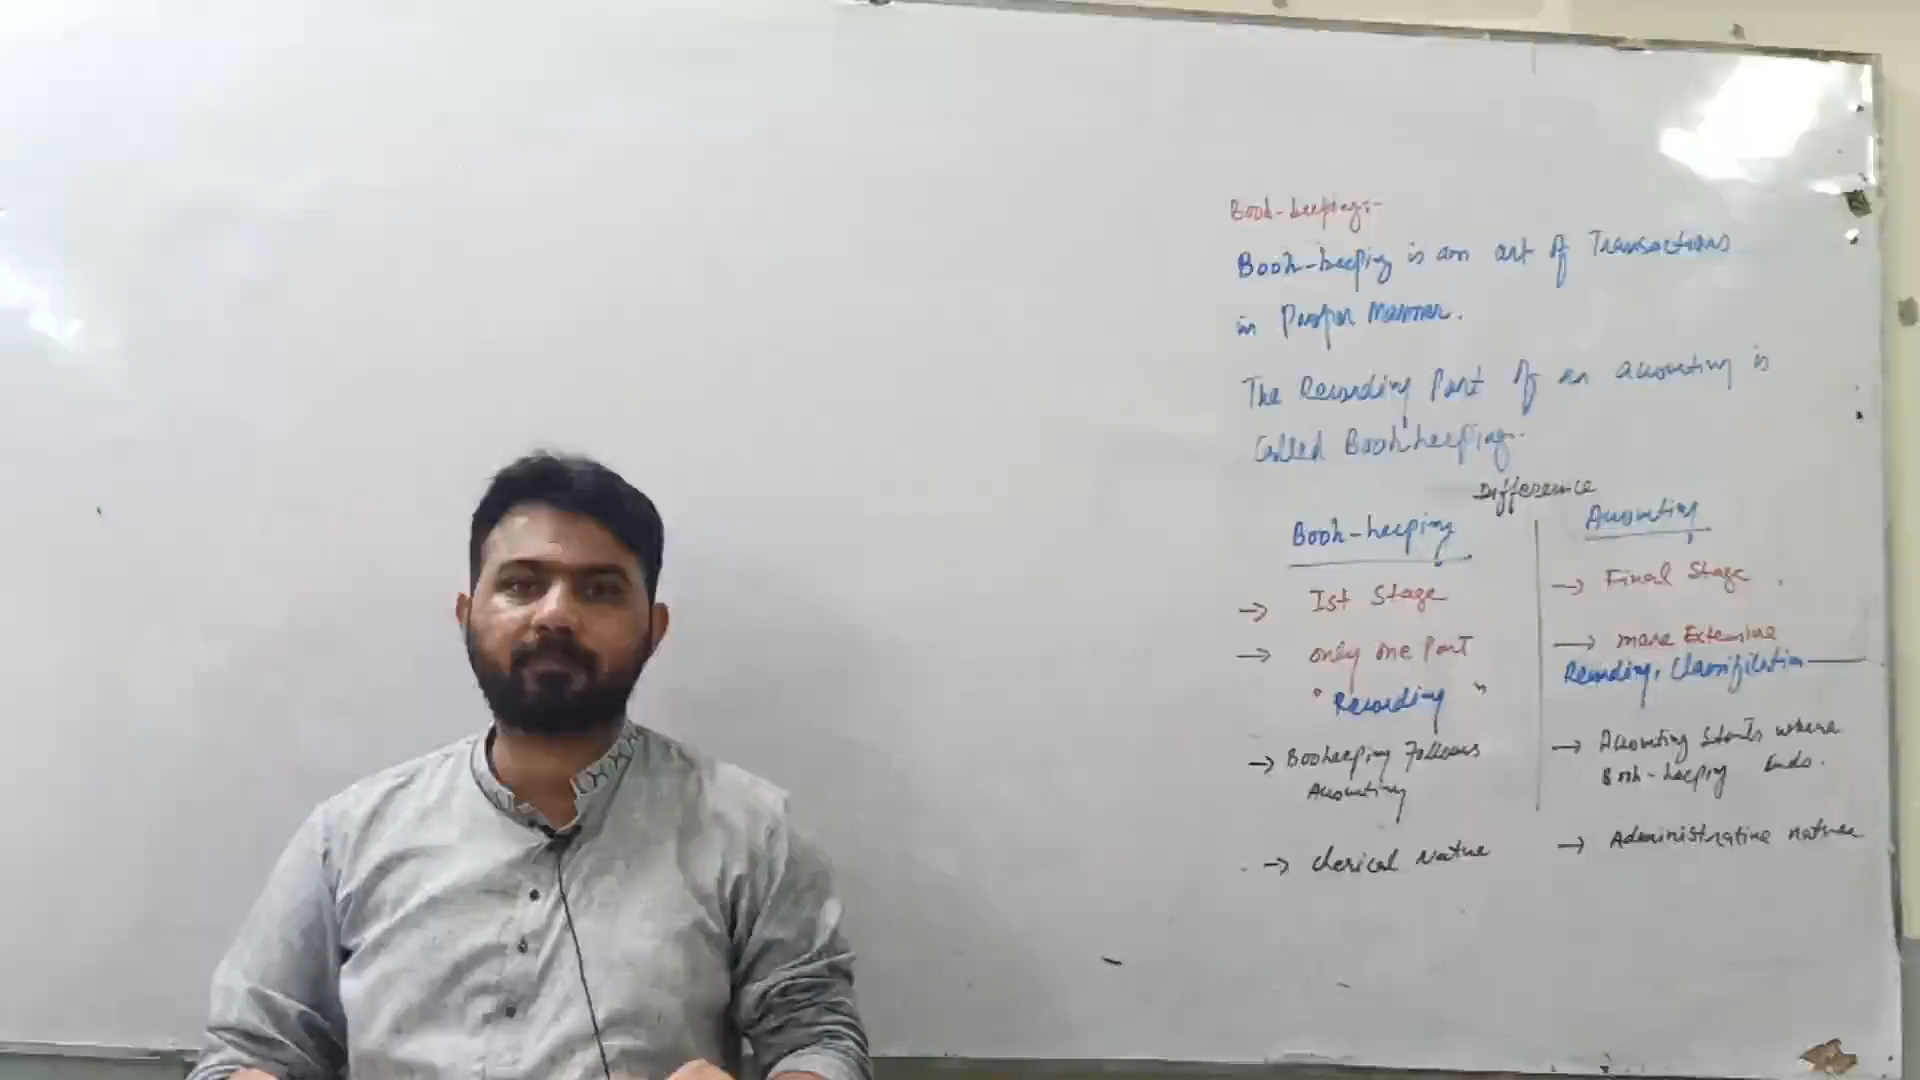 Book-keeping:-
Book-keeping is an art of Transactions
in Proper Manner.
The Recording Part of an accounting is
Called Book keeping.
Difference
Book-keeping
Accounting
→ Ist Stage
→ Final Stage
→ only one Part
→ more Extensive
"Recording"
Recording, Classification
→ Bookeeping Follows
Accounting
→ Accounting Starts where
Book-keeping Ends.
→ clerical nature
→ Administrative nature